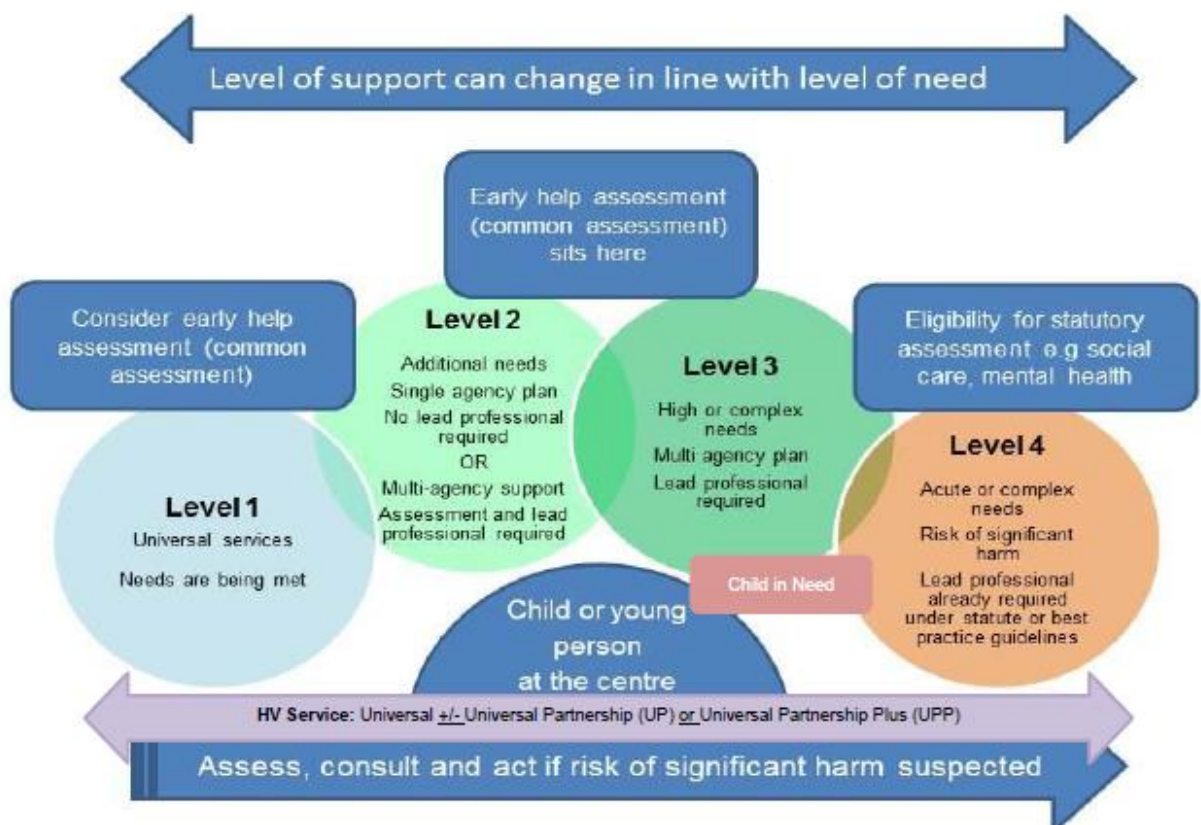 Level of support can change in line with level of need
Early help assessment
(common assessment)
sits here
Consider early help
assessment (common
assessment)
Level 2
Additional needs
Single agency plan
No lead professional
required
OR
Multi-agency support
Assessment and lead
professional required
Level 3
High or complex
needs
Multi agency plan
Lead professional
required
Eligibility for statutory
assessment e.g social
care, mental health
Level 1
Universal services
Needs are being met
Level 4
Acute or complex
needs
Risk of significant
harm
Lead professional
already required
under statute or best
practice guidelines
Child in Need
Child or young
person
at the centre
HV Service: Universal +/- Universal Partnership (UP) or Universal Partnership Plus (UPP)
Assess, consult and act if risk of significant harm suspected